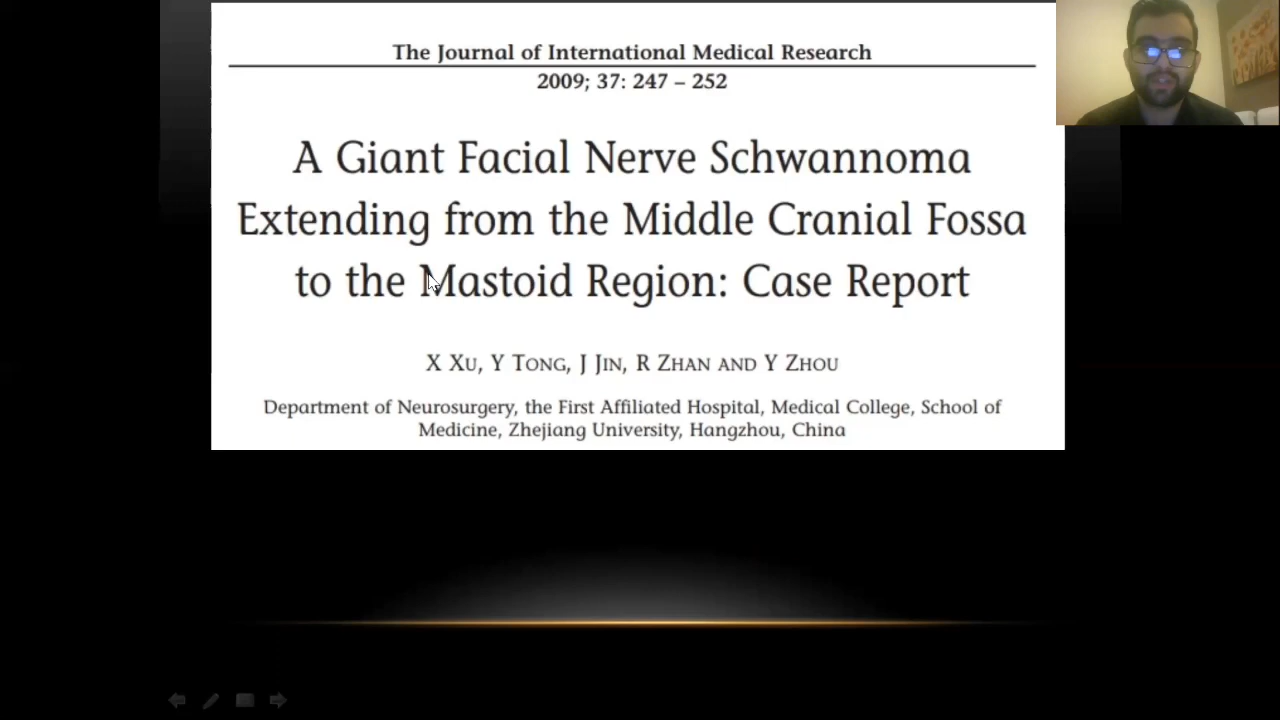 The Journal of International Medical Research
2009; 37: 247 – 252
A Giant Facial Nerve Schwannoma
Extending from the Middle Cranial Fossa
to the Mastoid Region: Case Report
X XU, Y TONG, J JIN, R ZHAN AND Y ZHOU
Department of Neurosurgery, the First Affiliated Hospital, Medical College, School of
Medicine, Zhejiang University, Hangzhou, China